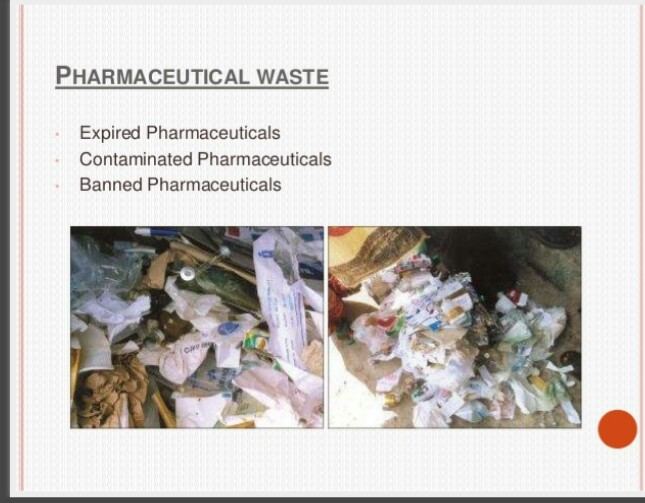 PHARMACEUTICAL WASTE
Expired Pharmaceuticals
Contaminated Pharmaceuticals
Banned Pharmaceuticals